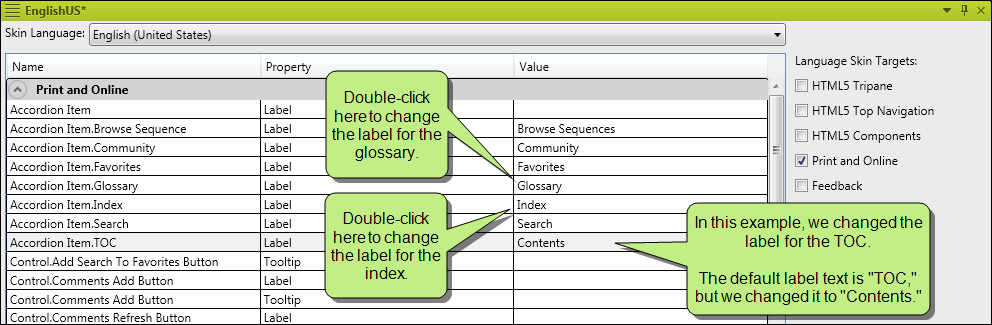 EnglishUS*
Skin Language: English (United States)
Name Property Value
Print and Online
Accordion Item Label
Accordion Item.Browse Sequence Label Browse Sequences
Accordion Item.Community Label Community
Accordion Item.Favorites Label Favorites
Accordion Item.Glossary Label Glossary
Accordion Item.Index Label Index
Accordion Item.Search Label Search
Accordion Item.TOC Label Contents
Control.Add Search To Favorites Button Tooltip
Control.Comments Add Button Label
Control.Comments Add Button Tooltip
Control.Comments Refresh Button Label
Double-click
here to change
the label for the
glossary.
Double-click
here to change
the label for the
index.
In this example, we changed the
label for the TOC.
The default label text is "TOC,"
but we changed it to "Contents."
Language Skin Targets:
HTML5 Tripane
HTML5 Top Navigation
HTML5 Components
Print and Online
Feedback